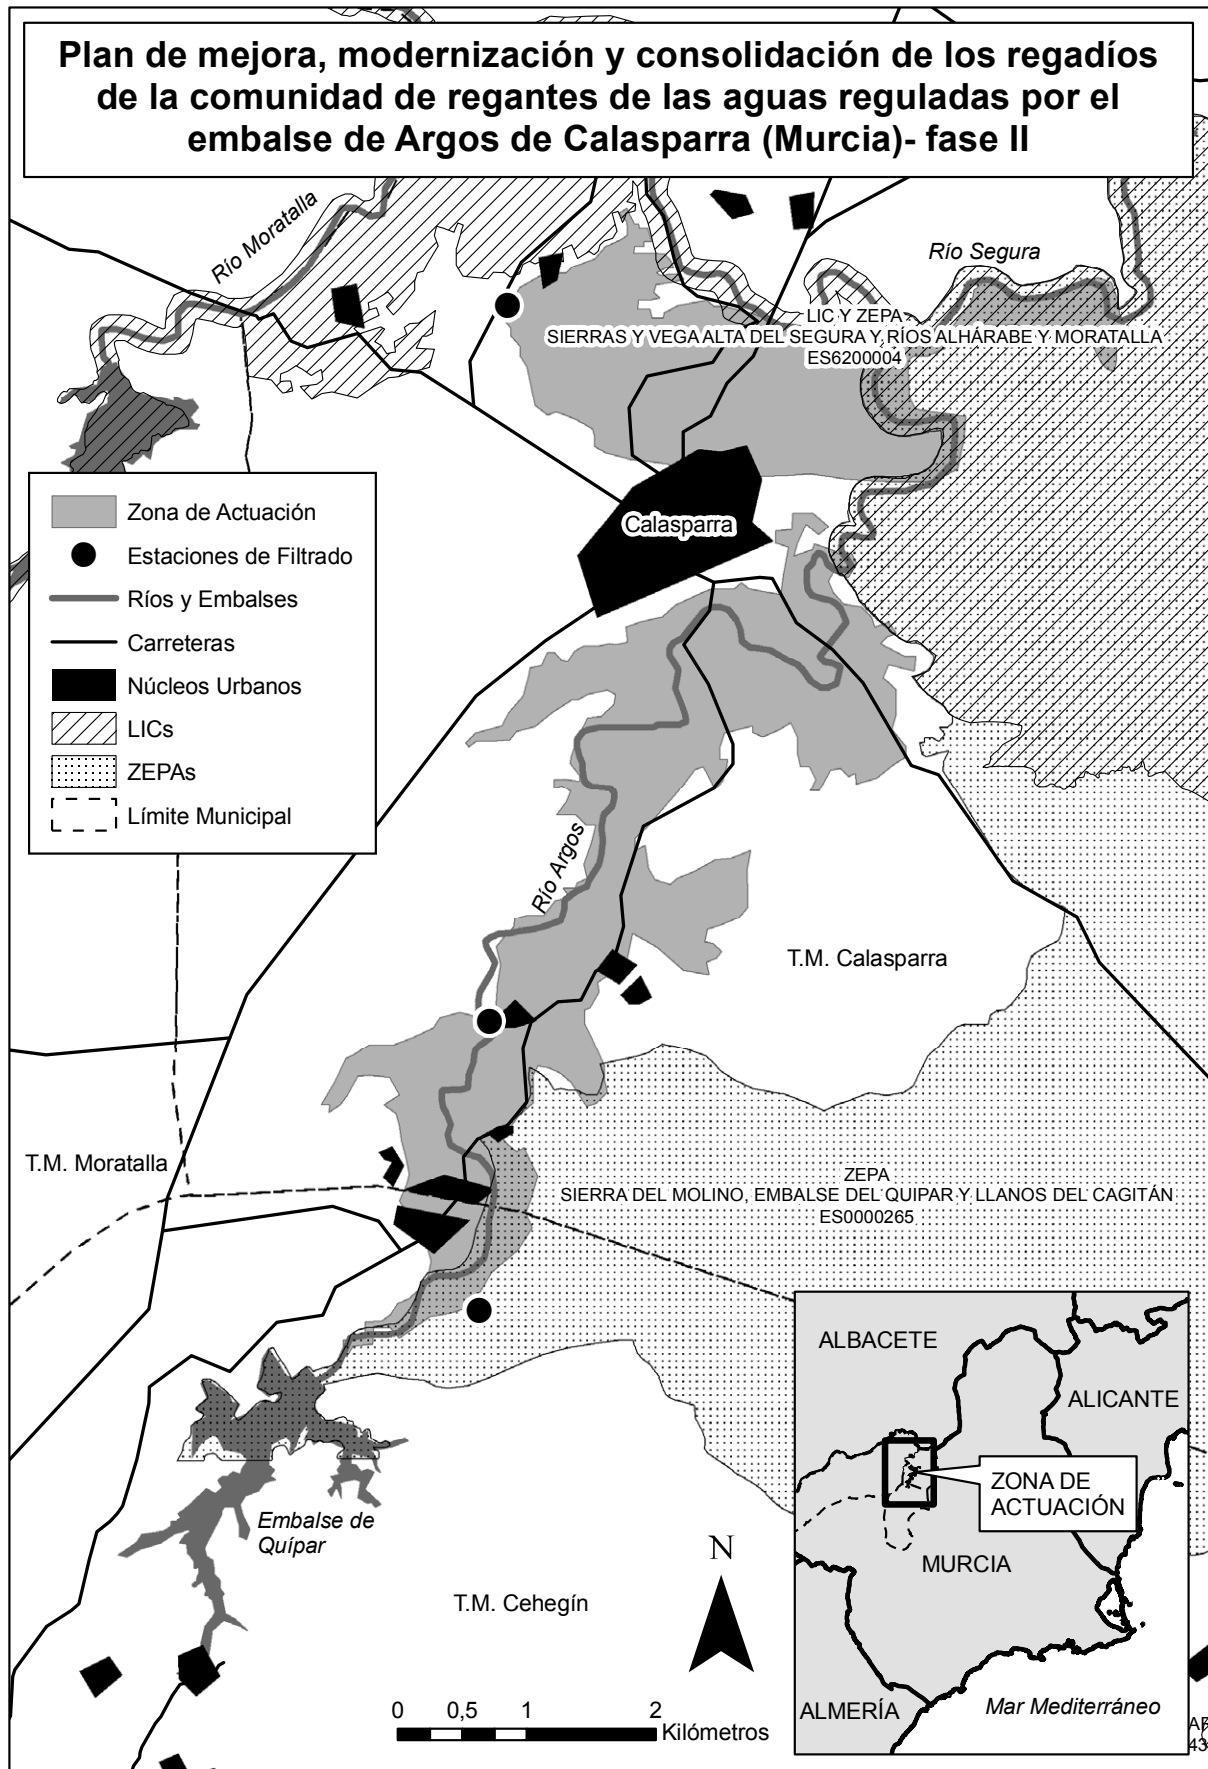 Plan de mejora, modernización y consolidación de los regadíos
de la comunidad de regantes de las aguas reguladas por el
embalse de Argos de Calasparra (Murcia)- fase II
Río Moratalla
Río Segura
LIC Y ZEPA
SIERRAS Y VEGA ALTA DEL SEGURA Y RÍOS ALHÁRABE Y MORATALLA
ES6200004
Zona de Actuación
Estaciones de Filtrado
Ríos y Embalses
Carreteras
Núcleos Urbanos
LICs
ZEPAs
Límite Municipal
Calasparra
Río Argos
T.M. Calasparra
T.M. Moratalla
ZEPA
SIERRA DEL MOLINO, EMBALSE DEL QUIPAR Y LLANOS DEL CAGITÁN
ES0000265
Embalse de
Quípar
T.M. Cehegín
N
0 0,5 1 2
Kilómetros
ALBACETE
ALICANTE
ZONA DE
ACTUACIÓN
MURCIA
ALMERÍA
Mar Mediterráneo
43